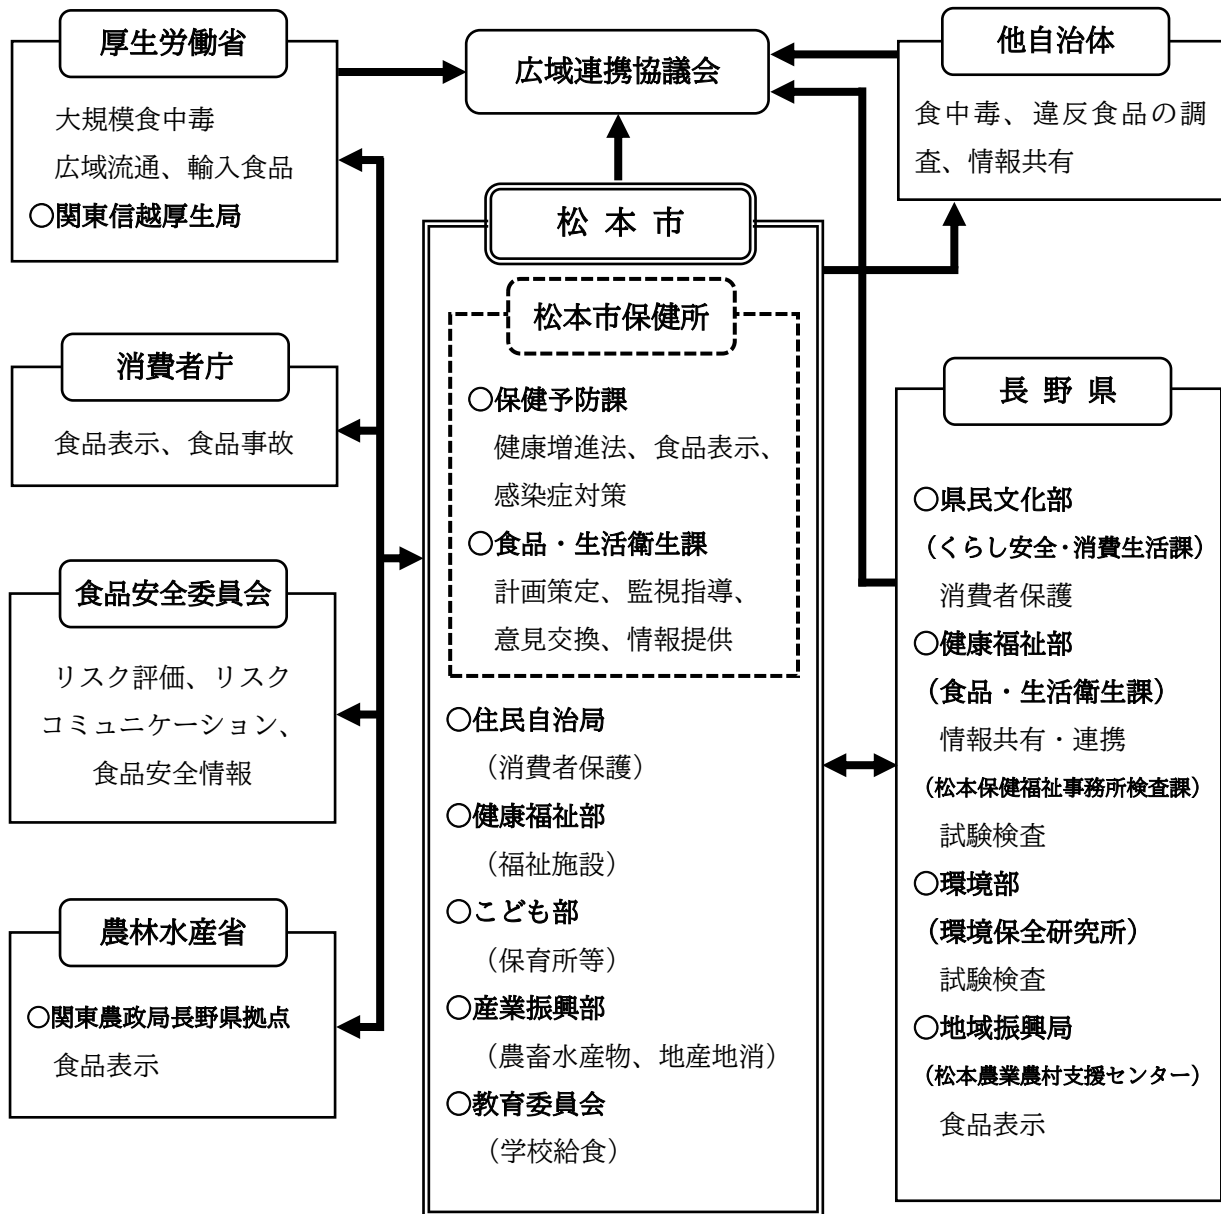 厚生労働省
大規模食中毒
広域流通、輸入食品
○関東信越厚生局
消費者庁
食品表示、食品事故
食品安全委員会
リスク評価、リスク
コミュニケーション、
食品安全情報
農林水産省
○関東農政局長野県拠点
食品表示
広域連携協議会
松本市
松本市保健所
○保健予防課
健康増進法、食品表示、
感染症対策
○食品・生活衛生課
計画策定、監視指導、
意見交換、情報提供
○住民自治局
(消費者保護)
○健康福祉部
(福祉施設)
○こども部
(保育所等)
○産業振興部
(農畜水産物、地産地消)
○教育委員会
(学校給食)
他自治体
食中毒、違反食品の調
査、情報共有
長野県
○県民文化部
(くらし安全・消費生活課)
消費者保護
○健康福祉部
(食品・生活衛生課)
情報共有・連携
(松本保健福祉事務所検査課)
試験検査
○環境部
(環境保全研究所)
試験検査
○地域振興局
(松本農業農村支援センター)
食品表示